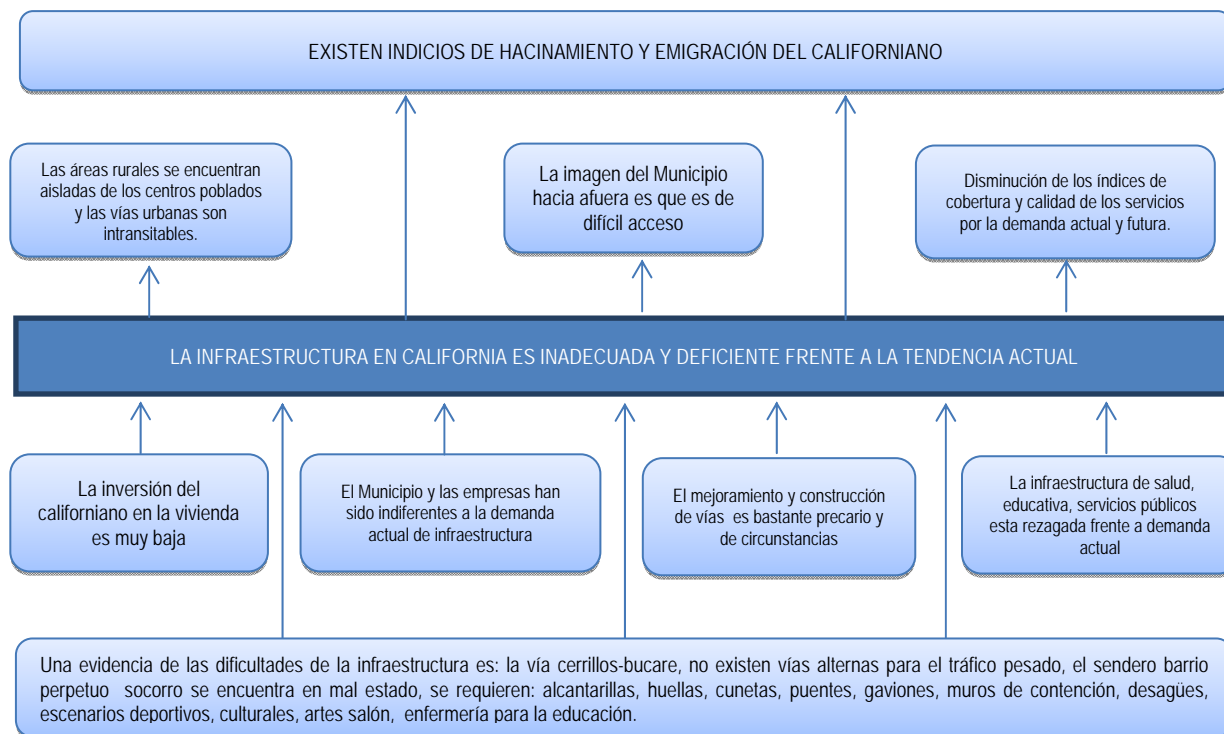 EXISTEN INDICIOS DE HACINAMIENTO Y EMIGRACIÓN DEL CALIFORNIANO
Las áreas rurales se encuentran
aisladas de los centros poblados
y las vías urbanas son
intransitables.
La imagen del Municipio
hacia afuera es que es de
difícil acceso
Disminución de los índices de
cobertura y calidad de los servicios
por la demanda actual y futura.
LA INFRAESTRUCTURA EN CALIFORNIA ES INADECUADA Y DEFICIENTE FRENTE A LA TENDENCIA ACTUAL
La inversión del
californiano en la vivienda
es muy baja
El Municipio y las empresas han
sido indiferentes a la demanda
actual de infraestructura
El mejoramiento y construcción
de vías es bastante precario y
de circunstancias
La infraestructura de salud,
educativa, servicios públicos
esta rezagada frente a demanda
actual
Una evidencia de las dificultades de la infraestructura es: la vía cerrillos-bucare, no existen vías alternas para el tráfico pesado, el sendero barrio
perpetuo socorro se encuentra en mal estado, se requieren: alcantarillas, huellas, cunetas, puentes, gaviones, muros de contención, desagües,
escenarios deportivos, culturales, artes salón, enfermería para la educación.